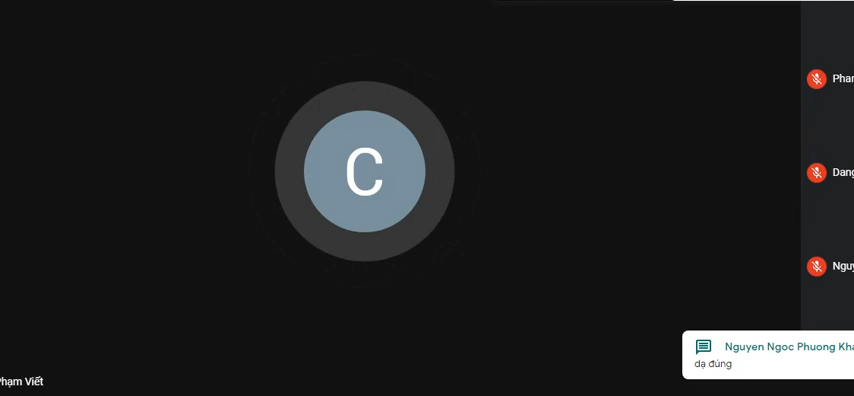 C
Phan
Dang
Nguy
Nguyen Ngoc Phuong Kha
dạ đúng
Phạm Viết